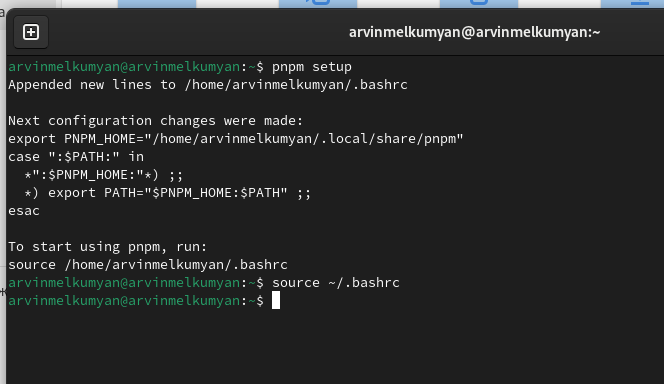 arvinmelkumyan@arvinmelkumyan:~
arvinmelkumyan@arvinmelkumyan:~$ pnpm setup
Appended new lines to /home/arvinmelkumyan/.bashrc

Next configuration changes were made:
export PNPM_HOME="/home/arvinmelkumyan/.local/share/pnpm"
case ":$PATH:" in
  *":$PNPM_HOME:"*) ;;
  *) export PATH="$PNPM_HOME:$PATH" ;;
esac

To start using pnpm, run:
source /home/arvinmelkumyan/.bashrc
arvinmelkumyan@arvinmelkumyan:~$ source ~/.bashrc
arvinmelkumyan@arvinmelkumyan:~$